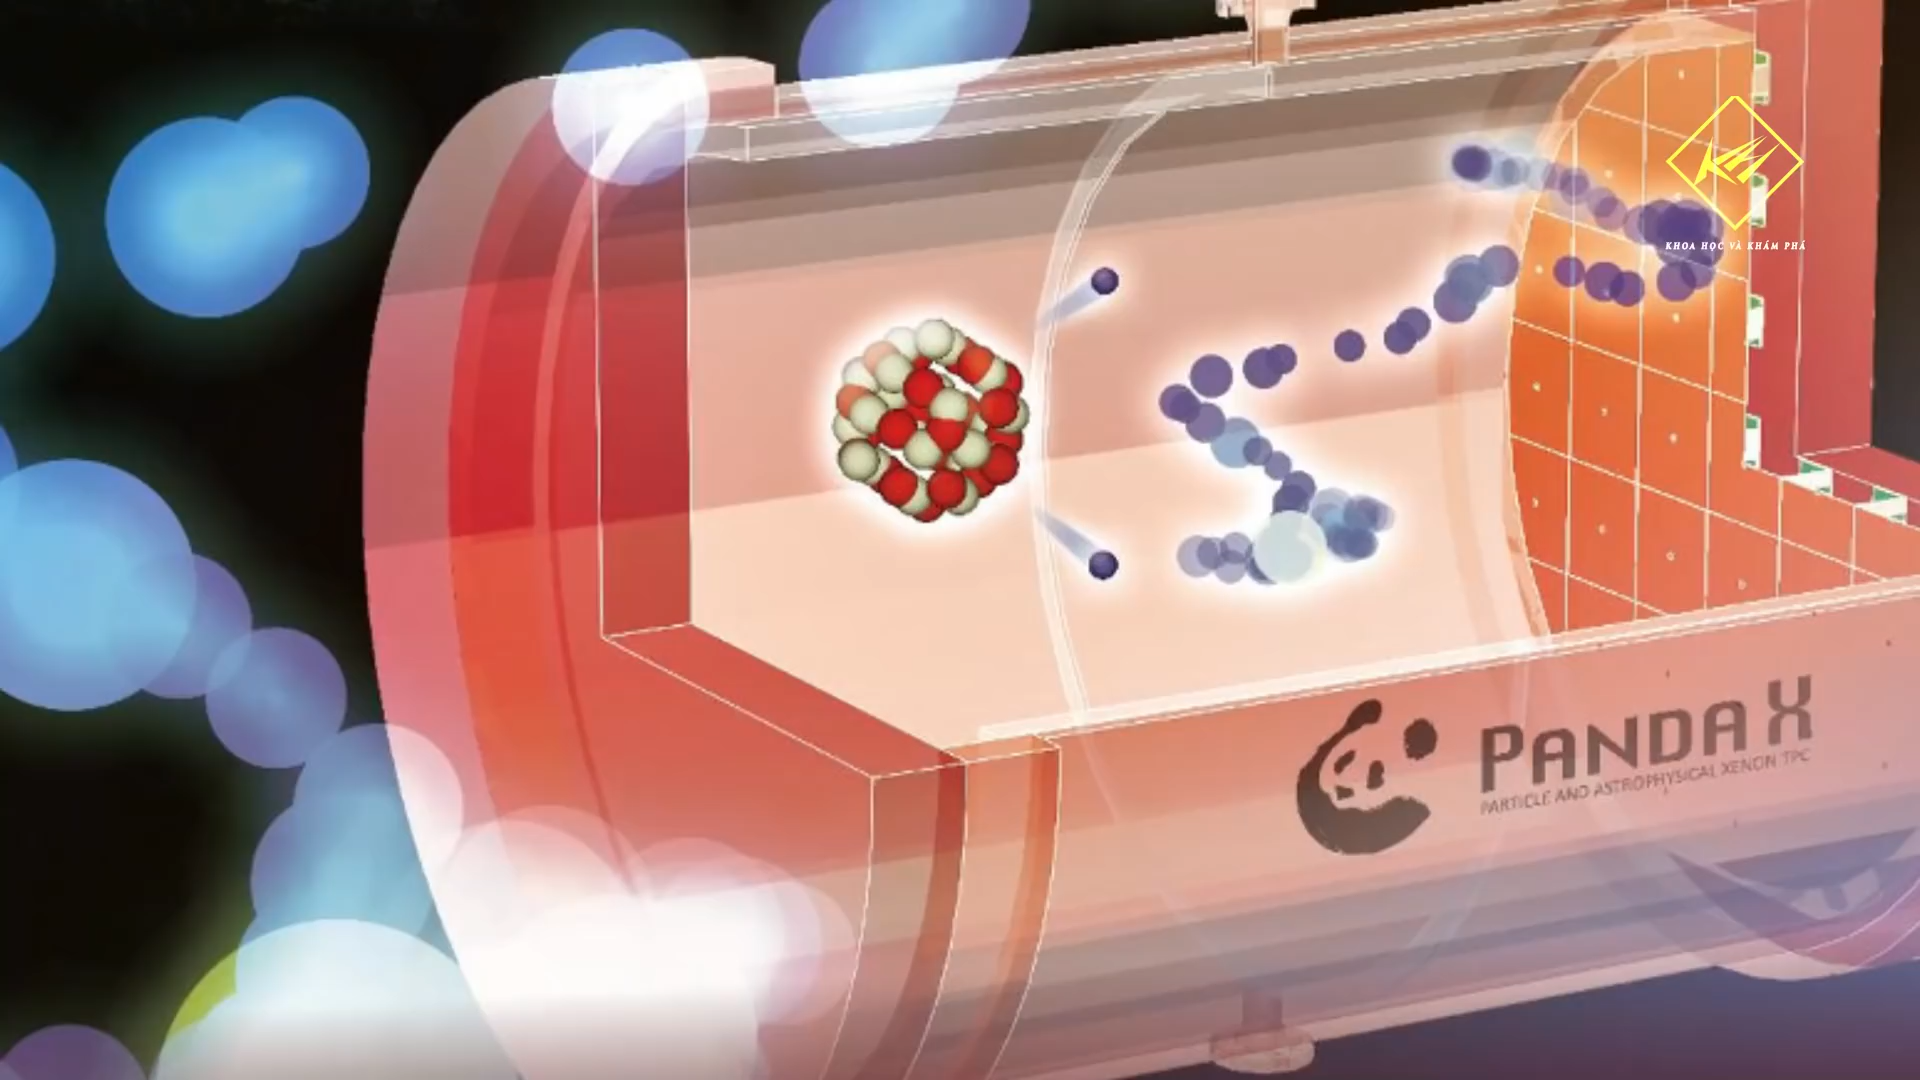 KHOA HỌC VÀ KHÁM PHÁ
PANDA X
PARTICLE AND ASTROPHYSICAL XENON TPC